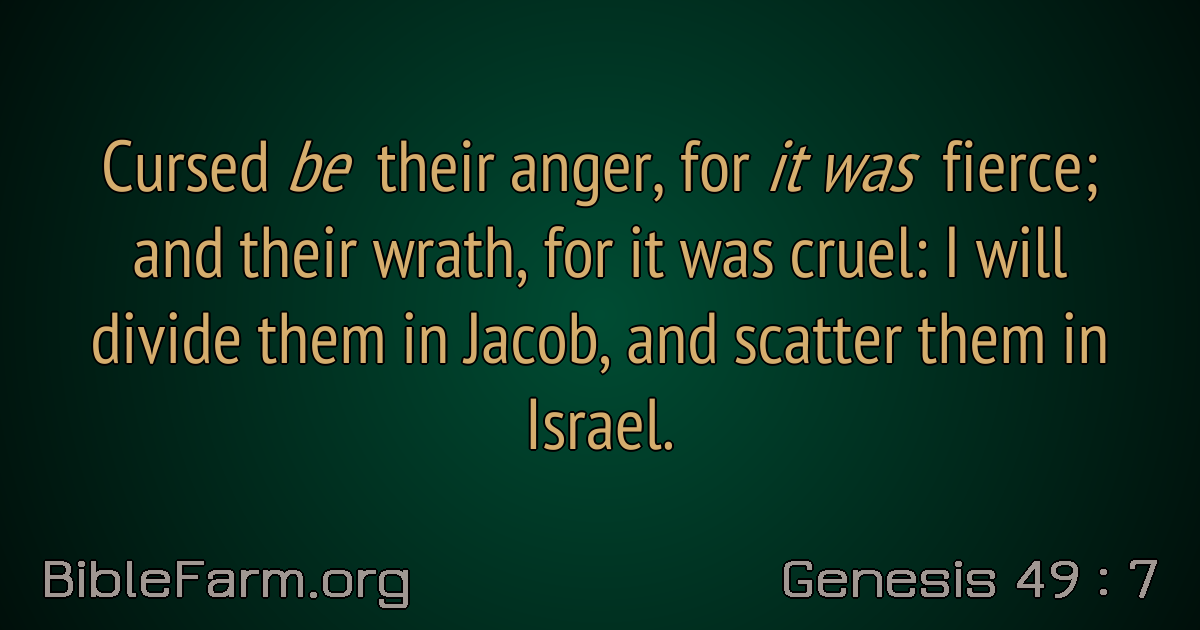 Cursed be their anger, for it was fierce;
and their wrath, for it was cruel: I will
divide them in Jacob, and scatter them in
Israel.
BibleFarm.org
Genesis 49 : 7